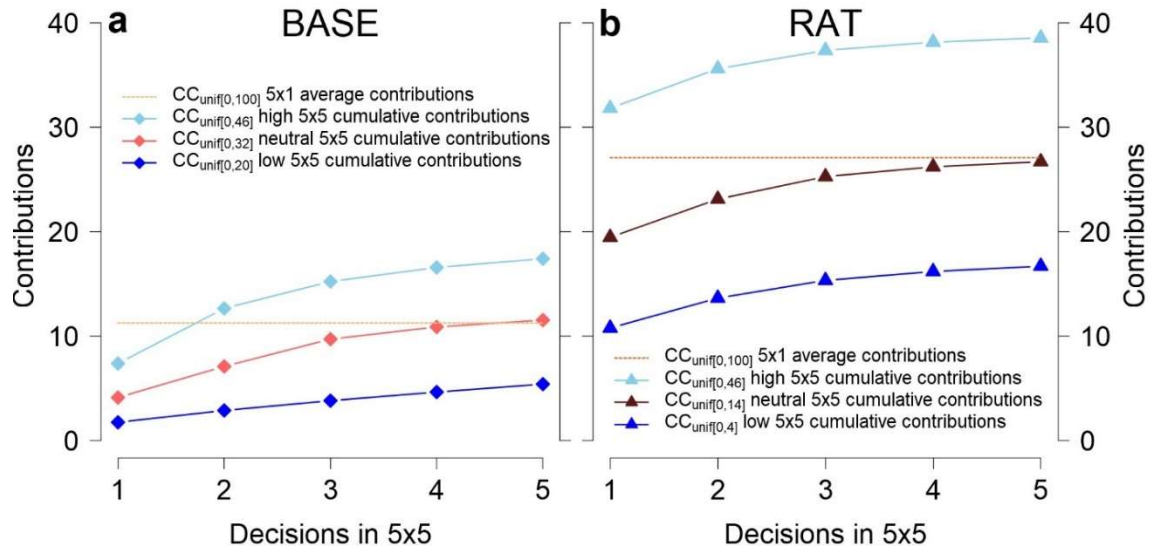 a BASE
40
30
20
10
0
Contributions
CCunif[0,100] 5x1 average contributions
CCunif[0,46] high 5x5 cumulative contributions
CCunif[0,32] neutral 5x5 cumulative contributions
CCunif[0,20] low 5x5 cumulative contributions
1 2 3 4 5
Decisions in 5x5
b RAT
40
30
20
10
0
Contributions
CCunif[0,100] 5x1 average contributions
CCunif[0,46] high 5x5 cumulative contributions
CCunif[0,14] neutral 5x5 cumulative contributions
CCunif[0,4] low 5x5 cumulative contributions
1 2 3 4 5
Decisions in 5x5